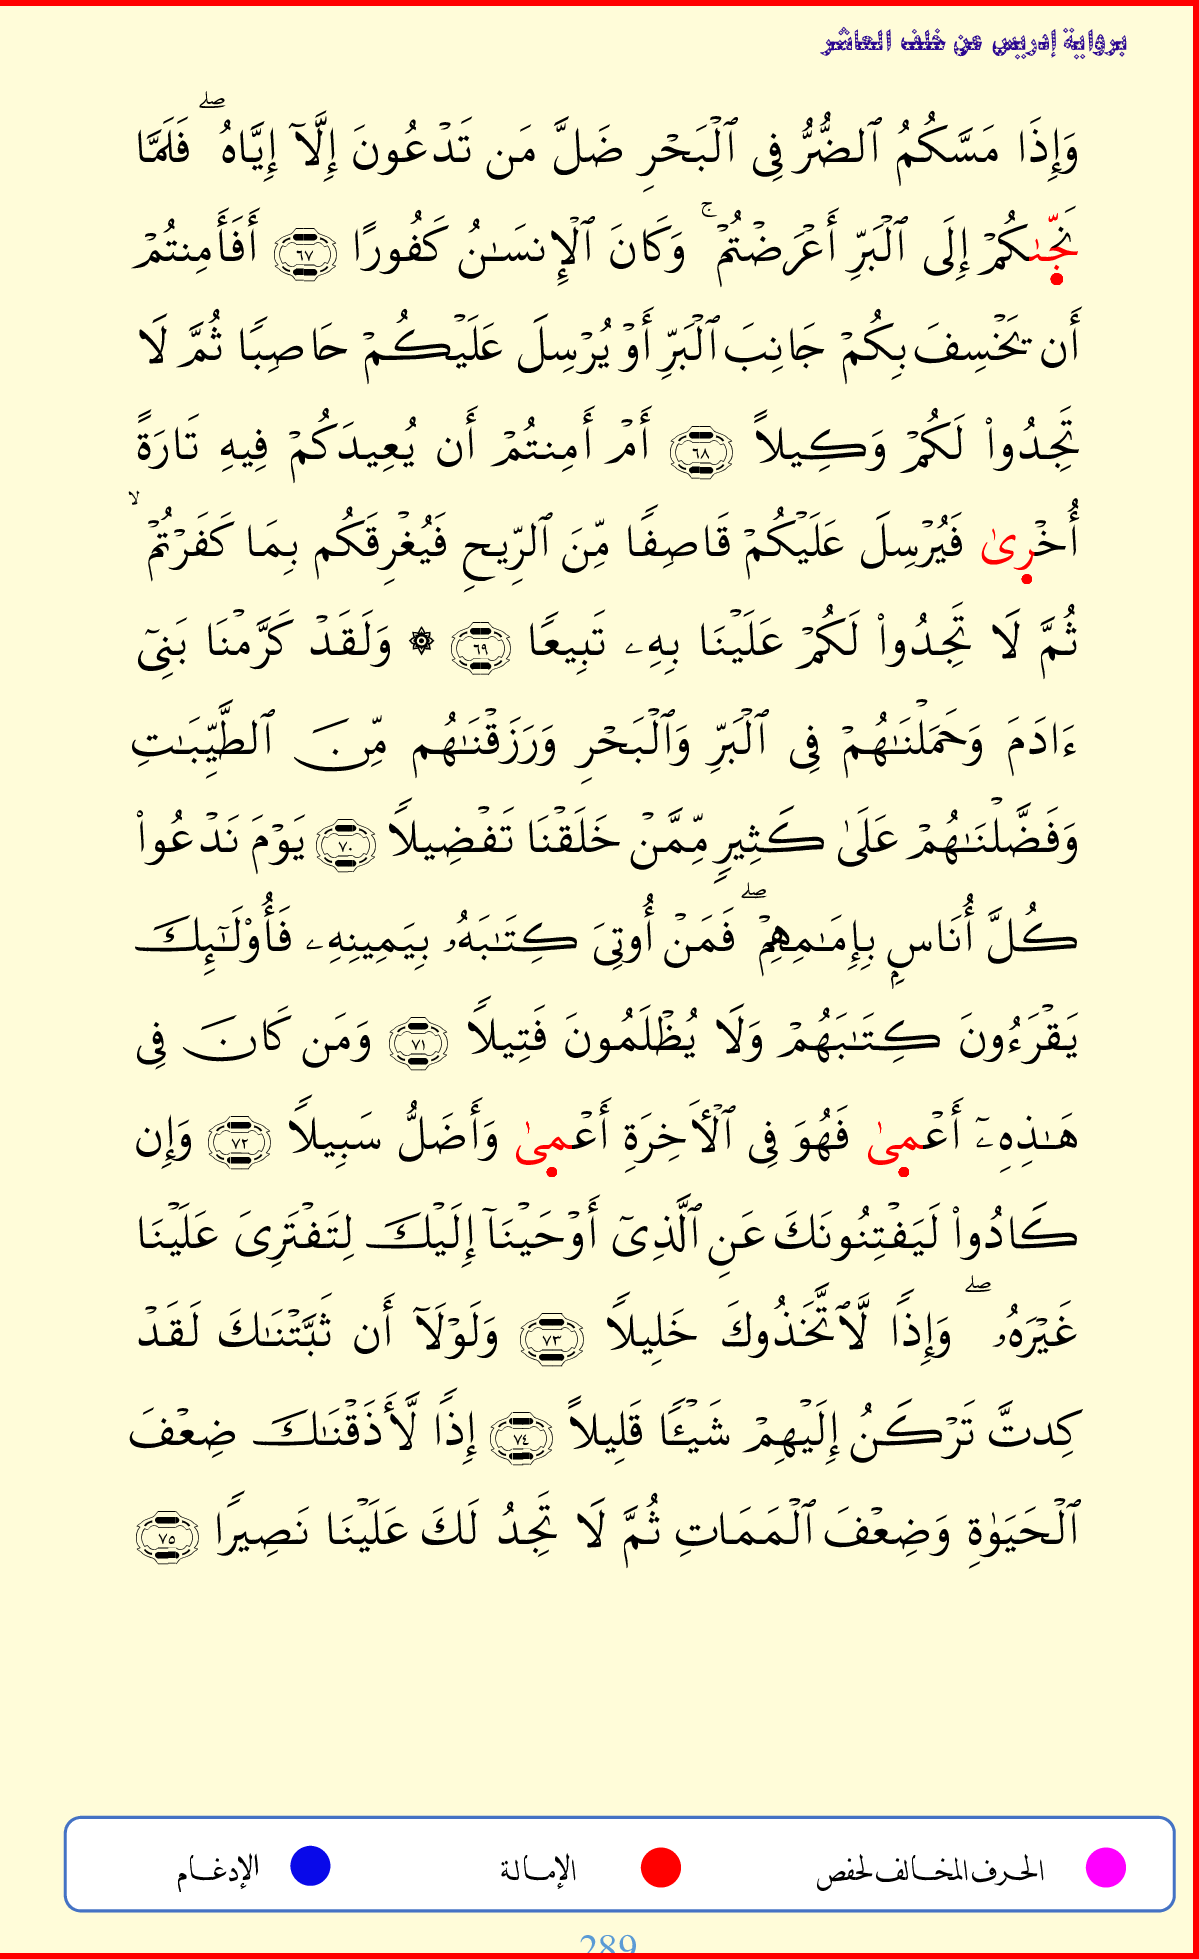 برواية إدريس عن خلف العاشر
وَإِذَا مَسَّكُمُ ٱلضُّرُّ فِي ٱلۡبَحۡرِ ضَلَّ مَن تَدۡعُونَ إِلَّآ إِيَّاهُۖ فَلَمَّا
نَجّىٰكُمۡ إِلَى ٱلۡبَرِّ أَعۡرَضۡتُمۡۚ وَكَانَ ٱلۡإِنسَٰنُ كَفُورًا ٦٧ أَفَأَمِنتُمۡ
أَن يَخۡسِفَ بِكُمۡ جَانِبَ ٱلۡبَرِّ أَوۡ يُرۡسِلَ عَلَيۡكُمۡ حَاصِبًا ثُمَّ لَا
تَجِدُواْ لَكُمۡ وَكِيلًا ٦٨ أَمۡ أَمِنتُمۡ أَن يُعِيدَكُمۡ فِيهِ تَارَةً
أُخۡرىٰ فَيُرۡسِلَ عَلَيۡكُمۡ قَاصِفًا مِّنَ ٱلرِّيحِ فَيُغۡرِقَكُم بِمَا كَفَرۡتُمۡۙ
ثُمَّ لَا تَجِدُواْ لَكُمۡ عَلَيۡنَا بِهِۦ تَبِيعًا ٦٩ ۞ وَلَقَدۡ كَرَّمۡنَا بَنِيٓ
ءَادَمَ وَحَمَلۡنَٰهُمۡ فِي ٱلۡبَرِّ وَٱلۡبَحۡرِ وَرَزَقۡنَٰهُم مِّنَ ٱلطَّيِّبَٰتِ
وَفَضَّلۡنَٰهُمۡ عَلَىٰ كَثِيرٍ مِّمَّنۡ خَلَقۡنَا تَفۡضِيلًا ٧٠ يَوۡمَ نَدۡعُواْ
كُلَّ أُنَاسٍۭ بِإِمَٰمِهِمۡۖ فَمَنۡ أُوتِيَ كِتَٰبَهُۥ بِيَمِينِهِۦ فَأُوْلَٰٓئِكَ
يَقۡرَءُونَ كِتَٰبَهُمۡ وَلَا يُظۡلَمُونَ فَتِيلًا ٧١ وَمَن كَانَ فِي
هَٰذِهِۦٓ أَعۡمىٰ فَهُوَ فِي ٱلۡأٓخِرَةِ أَعۡمىٰ وَأَضَلُّ سَبِيلًا ٧٢ وَإِن
كَادُواْ لَيَفۡتِنُونَكَ عَنِ ٱلَّذِيٓ أَوۡحَيۡنَآ إِلَيۡكَ لِتَفۡتَرِيَ عَلَيۡنَا
غَيۡرَهُۥۖ وَإِذًا لَّٱتَّخَذُوكَ خَلِيلًا ٧٣ وَلَوۡلَآ أَن ثَبَّتۡنَٰكَ لَقَدۡ
كِدتَّ تَرۡكَنُ إِلَيۡهِمۡ شَيۡـًٔا قَلِيلًا ٧٤ إِذًا لَّأَذَقۡنَٰكَ ضِعۡفَ
ٱلۡحَيَوٰةِ وَضِعۡفَ ٱلۡمَمَاتِ ثُمَّ لَا تَجِدُ لَكَ عَلَيۡنَا نَصِيرًا ٧٥
الحرف المخالف لحفص الإمالة الإدغام
289